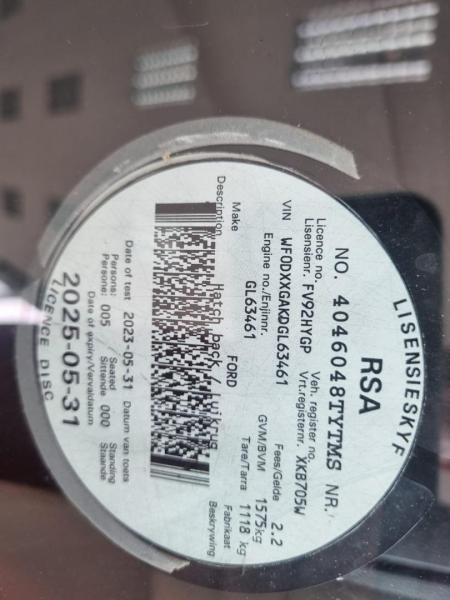 LISENSIESKYF
RSA
NO. 4046048TYTMS NR.
Licence no./ Veh. register no./
Lisensienr. FV92HYGP Vrt.registernr. XKB705W
VIN WF0DXXGAKDGL63461 Fees/Gelde 2.2
Engine no./Enjinnr. GVM/BVM 1575kg
GL63461 Tare/Tarra 1118 kg
Make FORD Fabrikaat
Description Hatch back / Luikrug Beskrywing
Date of test 2023-05-31 Datum van toets
Persons: 005 / Seated 000 / Standing
Persone: Sittende Staande
Date of expiry/Vervaldatum
2025-05-31
LICENCE DISC